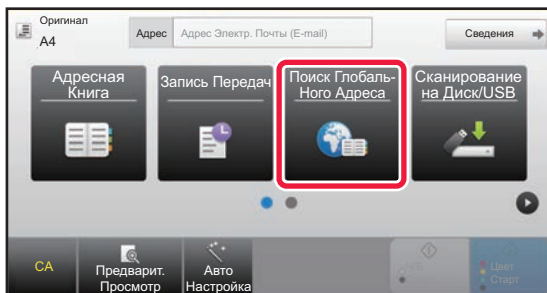 Оригинал
A4
Адрес
Адрес Электр. Почты (E-mail)
Сведения
Адресная
Книга
Запись Передач
Поиск Глобаль-
Ного Адреса
Сканирование
на Диск/USB
CA
Предварит.
Просмотр
Авто
Настройка
Ч/Б
Старт
Цвет
Старт